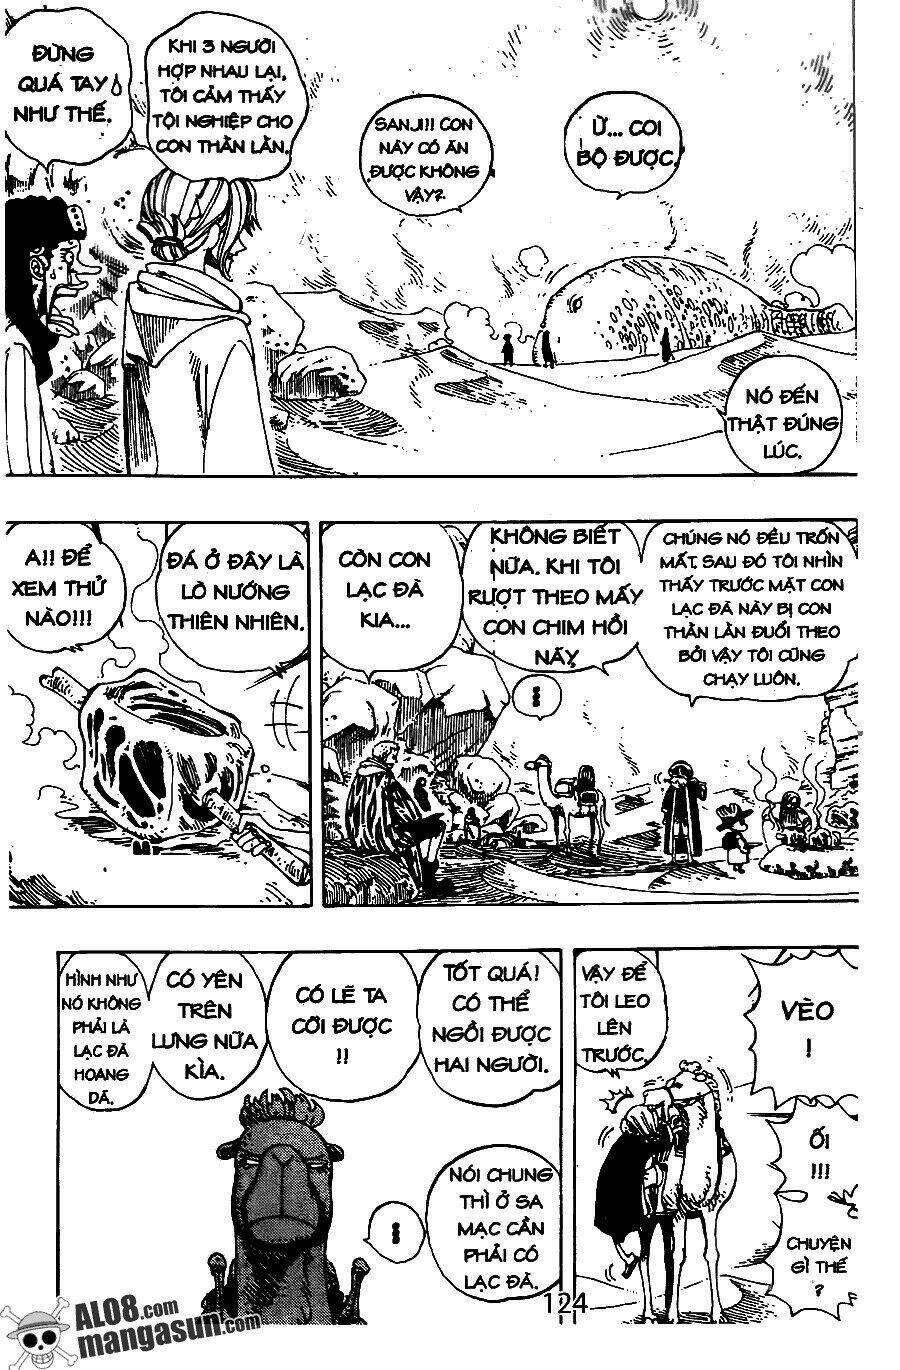 Ừ... COI
BỘ ĐƯỢC.
SANJI!! CON
NÀY CÓ ĂN
ĐƯỢC KHÔNG
VẬY?
KHI 3 NGƯỜI
HỢP NHAU LẠI,
TÔI CẢM THẤY
TỘI NGHIỆP CHO
CON THẰN LẰN.
ĐỪNG
QUÁ TAY
NHƯ THẾ.
NÓ ĐẾN
THẬT ĐÚNG
LÚC.
CHÚNG NÓ ĐỀU TRỐN
MẤT. SAU ĐÓ TÔI NHÌN
THẤY TRƯỚC MẶT CON
LẠC ĐÀ NÀY BỊ CON
THẰN LẰN ĐUỔI THEO
BỞI VẬY TÔI CŨNG
CHẠY LUÔN.
KHÔNG BIẾT
NỮA. KHI TÔI
RƯỢT THEO MẤY
CON CHIM HỒI
NÃY.
CÒN CON
LẠC ĐÀ
KIA...
ĐÁ Ở ĐÂY LÀ
LÒ NƯỚNG
THIÊN NHIÊN.
A!! ĐỂ
XEM THỬ
NÀO!!!
VÈO
!
ỐI
!!!
CHUYỆN
GÌ THẾ
?
VẬY ĐỂ
TÔI LEO
LÊN
TRƯỚC.
TỐT QUÁ!
CÓ THỂ
NGỒI ĐƯỢC
HAI NGƯỜI.
CÓ LẼ TA
CỠI ĐƯỢC
!!
CÓ YÊN
TRÊN
LƯNG NỮA
KÌA.
HÌNH NHƯ
NÓ KHÔNG
PHẢI LÀ
LẠC ĐÀ
HOANG
DÃ.
NÓI CHUNG
THÌ Ở SA
MẠC CẦN
PHẢI CÓ
LẠC ĐÀ.
124
ALO8.com
mangasun.com